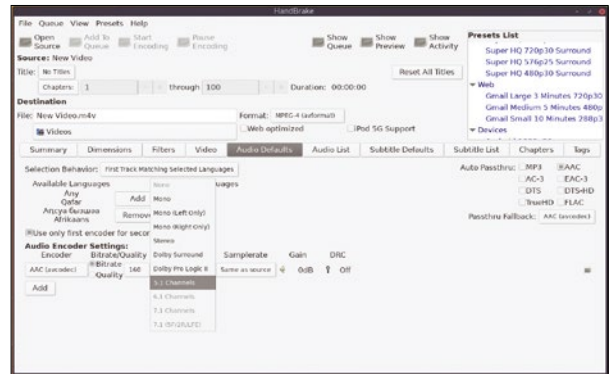 HandBrake
File Queue View Presets Help
Open Source
Add To Queue
Start Encoding
Pause Encoding
Show Queue
Show Preview
Show Activity
Presets List
Super HQ 720p30 Surround
Super HQ 576p25 Surround
Super HQ 480p30 Surround
Web
Gmail Large 3 Minutes 720p30
Gmail Medium 5 Minutes 480p
Gmail Small 10 Minutes 288p3
Devices
Source: New Video
Title: No Titles
Reset All Titles
Chapters: 1 through 100 Duration: 00:00:00
Destination
File: New Video.m4v
Format: MPEG-4 (avformat)
Videos
Web optimized
iPod 5G Support
Summary Dimensions Filters Video Audio Defaults Audio List Subtitle Defaults Subtitle List Chapters Tags
Selection Behavior: First Track Matching Selected Languages
Auto Passthru: MP3 AAC
AC-3 EAC-3
DTS DTS-HD
TrueHD FLAC
Passthru Fallback: AAC (avcodec)
Available Languages
Any
Qafar
Afrikaans
Add
Remov
uages
Use only first encoder for secon
Audio Encoder Settings:
Encoder Bitrate/Quality Samplerate Gain DRC
AAC (avcodec) Bitrate Quality 160 Same as source 0dB Off
Add
None
Mono
Mono (Left Only)
Mono (Right Only)
Stereo
Dolby Surround
Dolby Pro Logic II
5.1 Channels
6.1 Channels
7.1 Channels
7.1 (5F/2R/LFE)